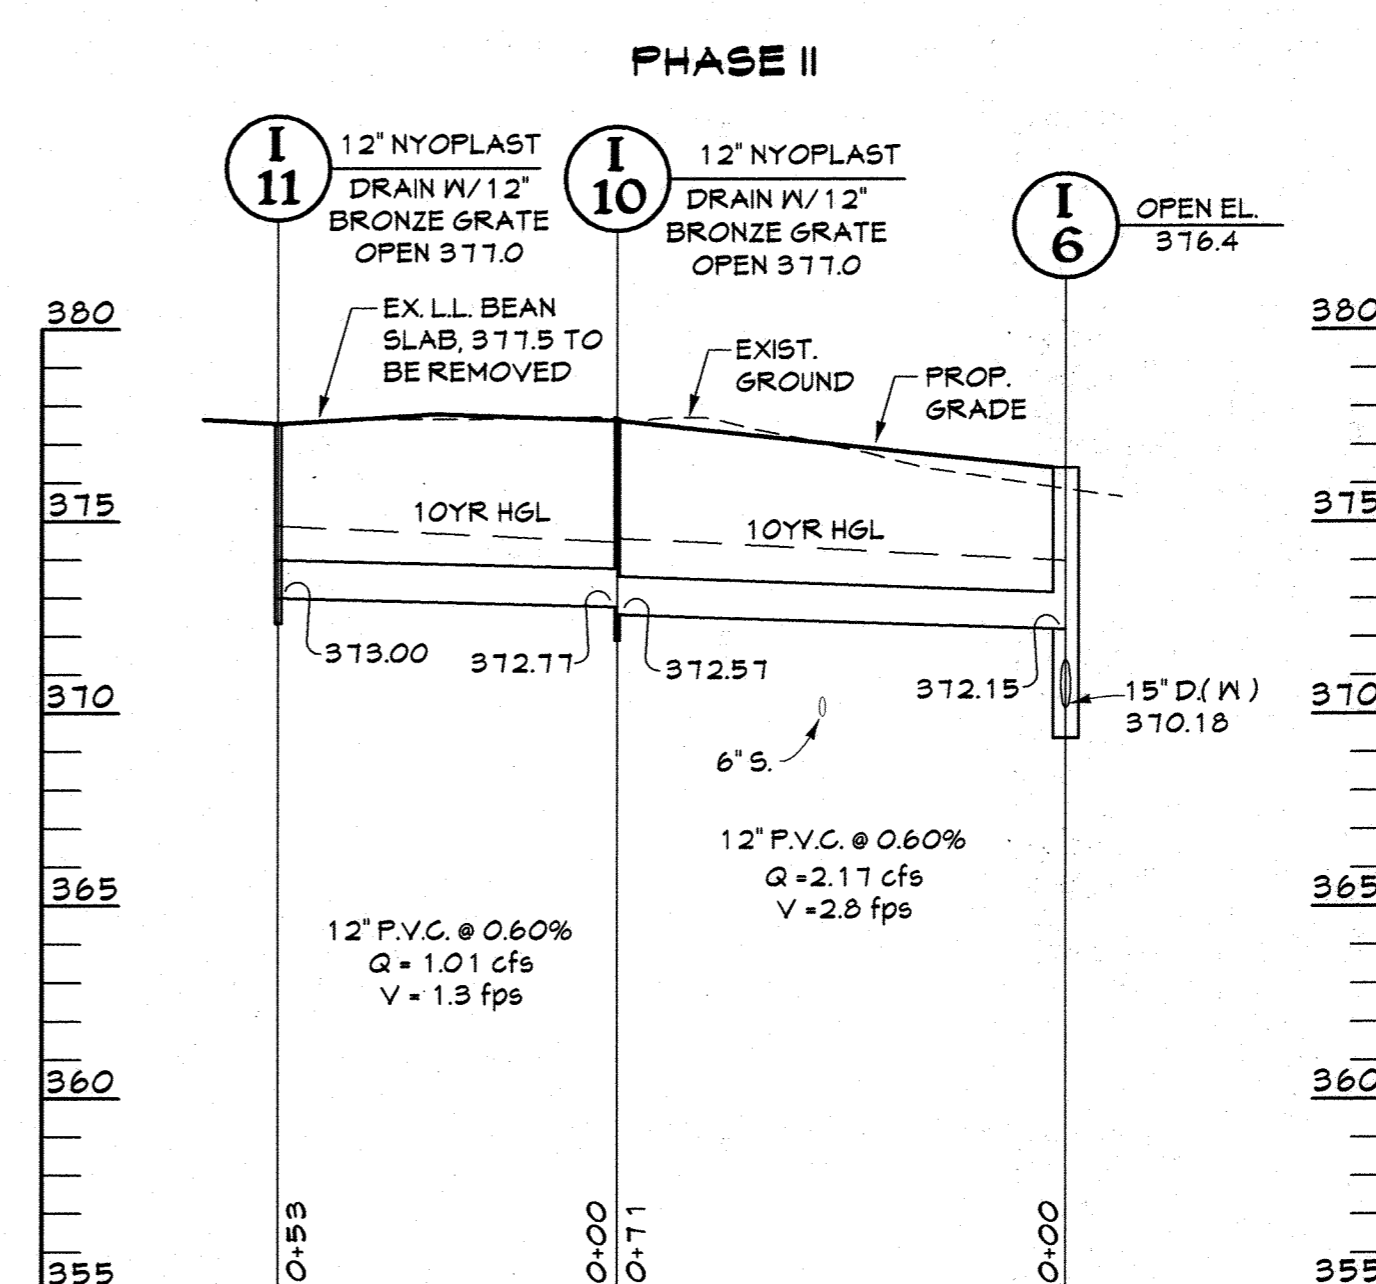 PHASE II
I
11
12" NYOPLAST
DRAIN W/ 12"
BRONZE GRATE
OPEN 377.0
I
10
12" NYOPLAST
DRAIN W/ 12"
BRONZE GRATE
OPEN 377.0
I
6
OPEN EL.
376.4
EX. L.L. BEAN
SLAB, 377.5 TO
BE REMOVED
EXIST.
GROUND
PROP.
GRADE
380
375
370
365
360
355
380
375
370
365
360
355
10YR HGL
10YR HGL
373.00
372.77
372.57
372.15
15" D.( W )
370.18
6" S.
12" P.V.C. @ 0.60%
Q =2.17 cfs
V =2.8 fps
12" P.V.C. @ 0.60%
Q = 1.01 cfs
V = 1.3 fps
0+53
0+00
0+71
0+00